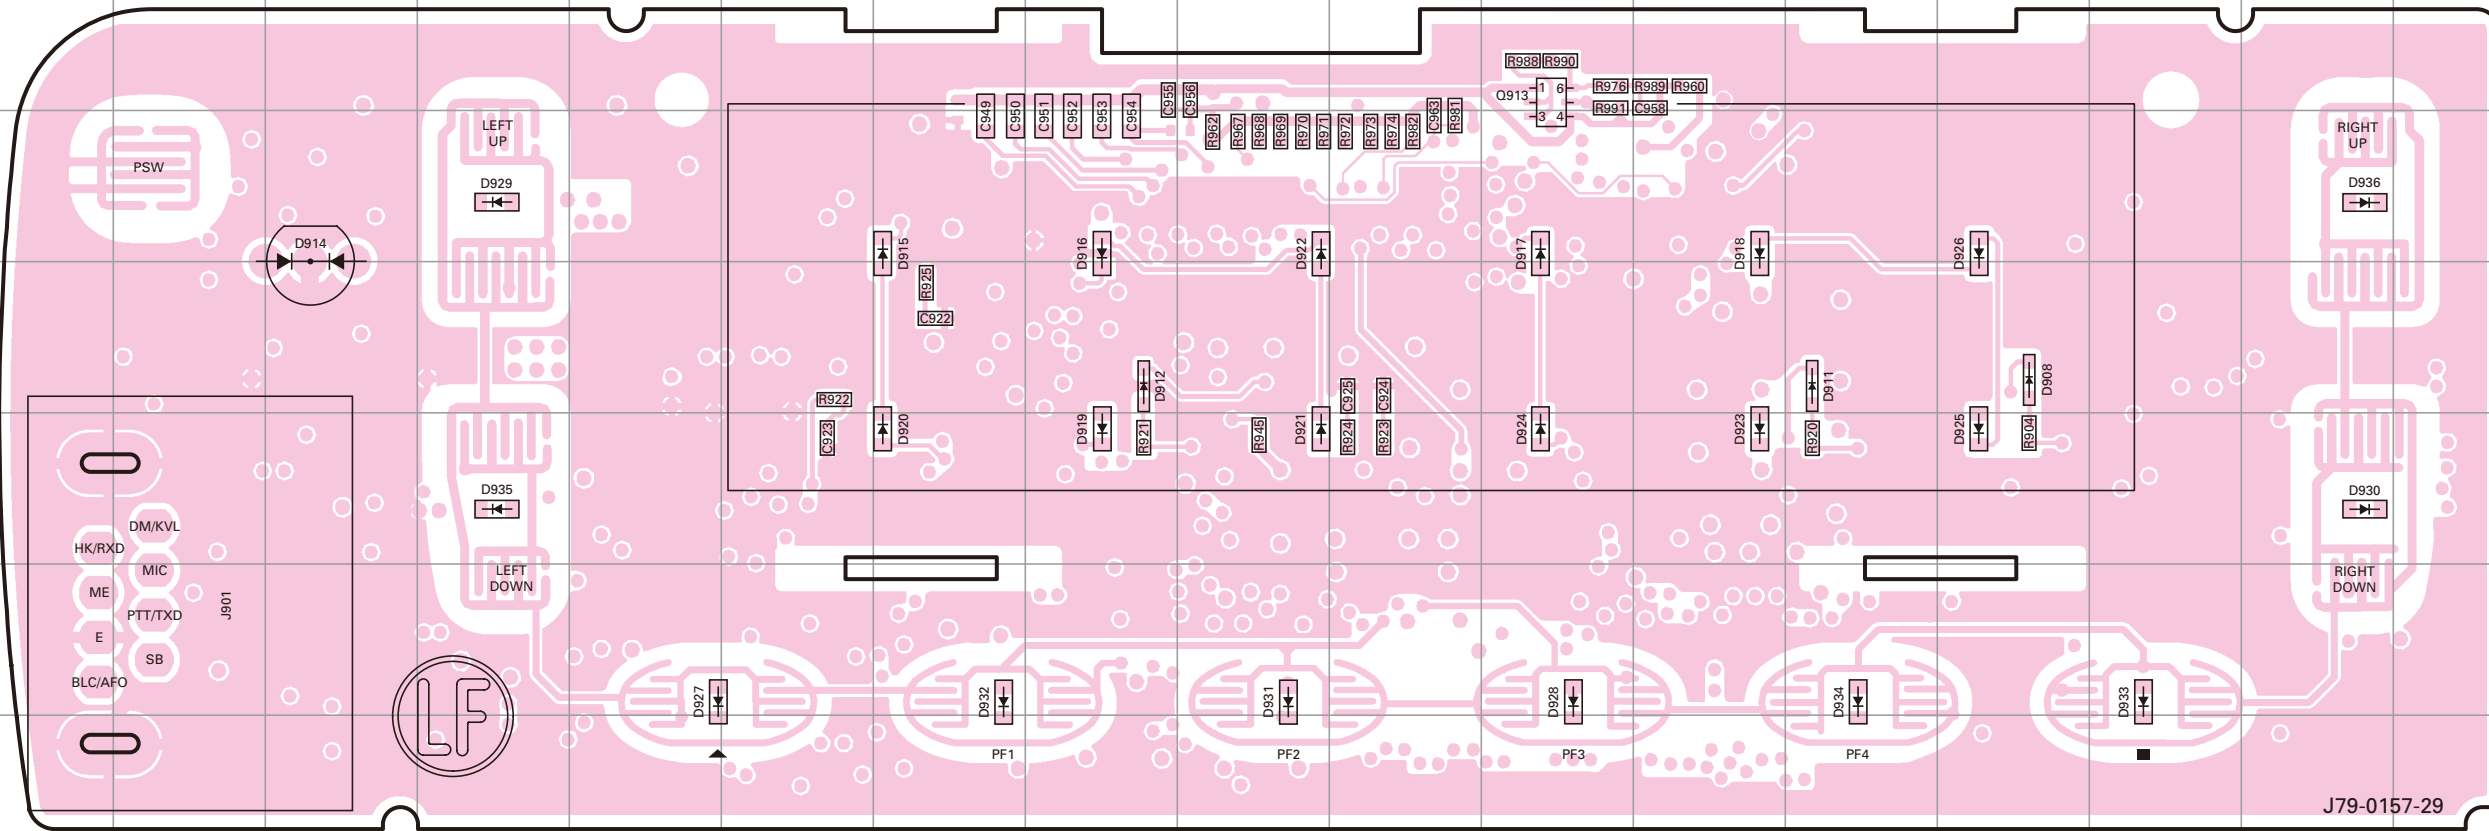 R988 R990
Q913 1 6 R976 R989 R960
3 4 R991 C958
C949 C950 C951 C952 C953 C954 C955 C956
R962 R967 R968 R969 R970 R971 R972 R973 R974 R982 C963 R981
PSW
LEFT
UP
D929
RIGHT
UP
D936
D914
D915 D916 D922 D917 D918 D926
R925
C922
R922
C923
D920 D919 D912 R921 R945 D921 C925 R924 C924 R923 D924 D923 D911 R920 D925 D908 R904
D935
D930
DM/KVL
HK/RXD
MIC
ME
PTT/TXD
E
SB
BLC/AFO
J901
LEFT
DOWN
RIGHT
DOWN
LF
D927 D932 D931 D928 D934 D933
PF1 PF2 PF3 PF4
J79-0157-29